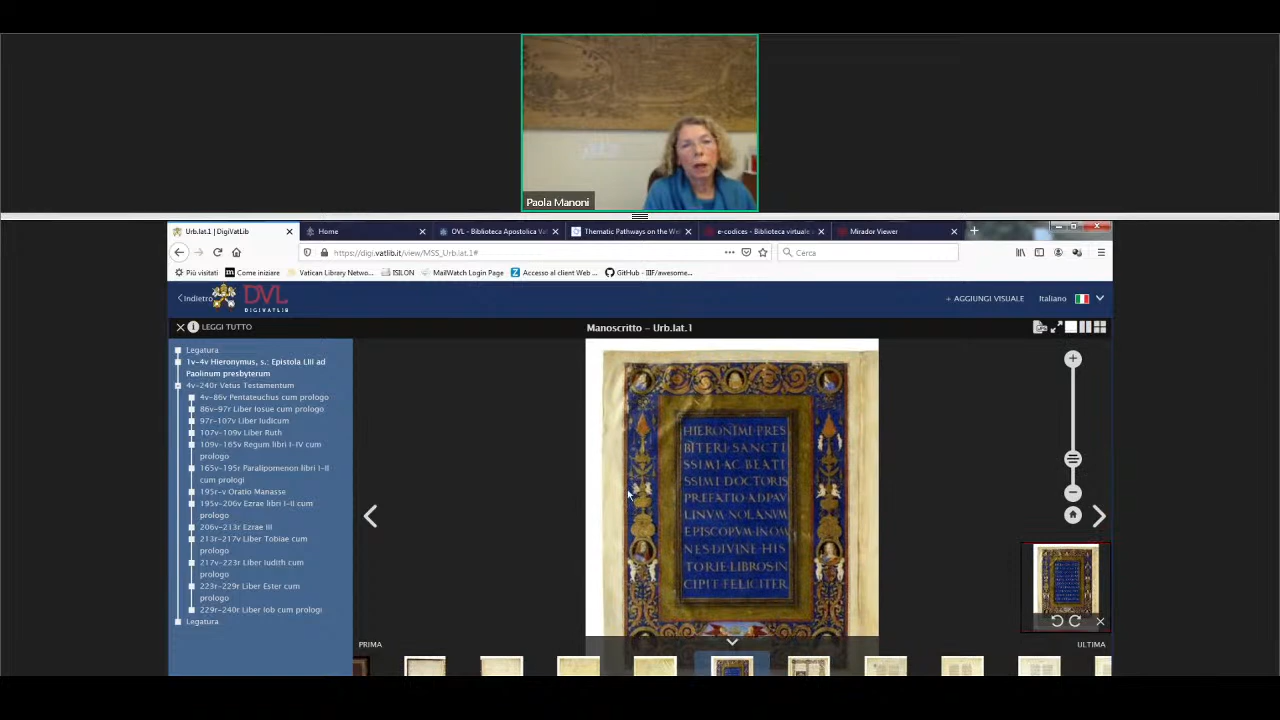 Paola Manoni
Urb.lat.1 | DigiVatLib
Home
DVL - Biblioteca Apostolica Vat
Thematic Pathways on the We
e-codices - Biblioteca virtuale
Mirador Viewer
https://digi.vatlib.it/view/MSS_Urb.lat.1#
Cerca
Più visitati
Come iniziare
Vatican Library Netwo...
ISILON
MailWatch Login Page
Accesso al client Web ...
GitHub - IIIF/awesome...
Indietro
DVL
DIGIVATLIB
+ AGGIUNGI VISUALE
Italiano
LEGGI TUTTO
Manoscritto - Urb.lat.1
Legatura
1v-4v Hieronymus, s.: Epistola LIII ad
Paolinum presbyterum
4v-240r Vetus Testamentum
4v-86v Pentateuchus cum prologo
86v-97r Liber Iosue cum prologo
97r-107v Liber Iudicum
107v-109v Liber Ruth
109v-165v Regum libri I-IV cum
prologo
165v-195r Paralipomenon libri I-II
cum prologi
195r-v Oratio Manasse
195v-206v Ezrae libri I-II cum
prologo
206v-213r Ezrae III
213r-217v Liber Tobiae cum
prologo
217v-223r Liber Iudith cum
prologo
223r-229r Liber Ester cum
prologo
229r-240r Liber Iob cum prologi
Legatura
HIERONIMI PRES
BITERI SANCTI
SSIMI AC BEATI
SSIMI DOCTORIS
PREFATIO AD PAV
LINVM NOLANVM
EPISCOPVM IN OM
NES DIVINE HIS
TORIE LIBROS IN
CIPIT FELICITER
PRIMA
ULTIMA